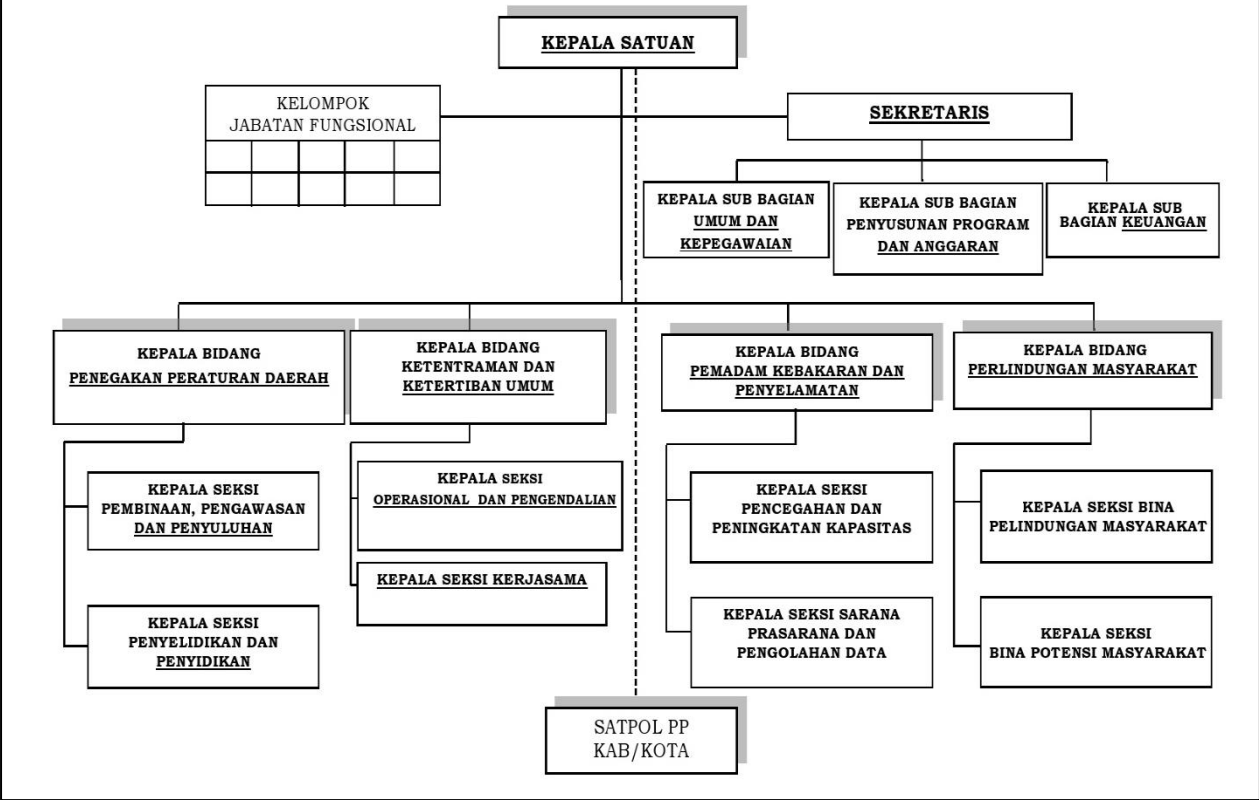 KEPALA SATUAN
KELOMPOK
JABATAN FUNGSIONAL
SEKRETARIS
KEPALA SUB BAGIAN
UMUM DAN
KEPEGAWAIAN
KEPALA SUB BAGIAN
PENYUSUNAN PROGRAM
DAN ANGGARAN
KEPALA SUB
BAGIAN KEUANGAN
KEPALA BIDANG
PENEGAKAN PERATURAN DAERAH
KEPALA BIDANG
KETENTRAMAN DAN
KETERTIBAN UMUM
KEPALA BIDANG
PEMADAM KEBAKARAN DAN
PENYELAMATAN
KEPALA BIDANG
PERLINDUNGAN MASYARAKAT
KEPALA SEKSI
PEMBINAAN, PENGAWASAN
DAN PENYULUHAN
KEPALA SEKSI
OPERASIONAL DAN PENGENDALIAN
KEPALA SEKSI
PENCEGAHAN DAN
PENINGKATAN KAPASITAS
KEPALA SEKSI BINA
PELINDUNGAN MASYARAKAT
KEPALA SEKSI
PENYELIDIKAN DAN
PENYIDIKAN
KEPALA SEKSI KERJASAMA
KEPALA SEKSI SARANA
PRASARANA DAN
PENGOLAHAN DATA
KEPALA SEKSI
BINA POTENSI MASYARAKAT
SATPOL PP
KAB/KOTA